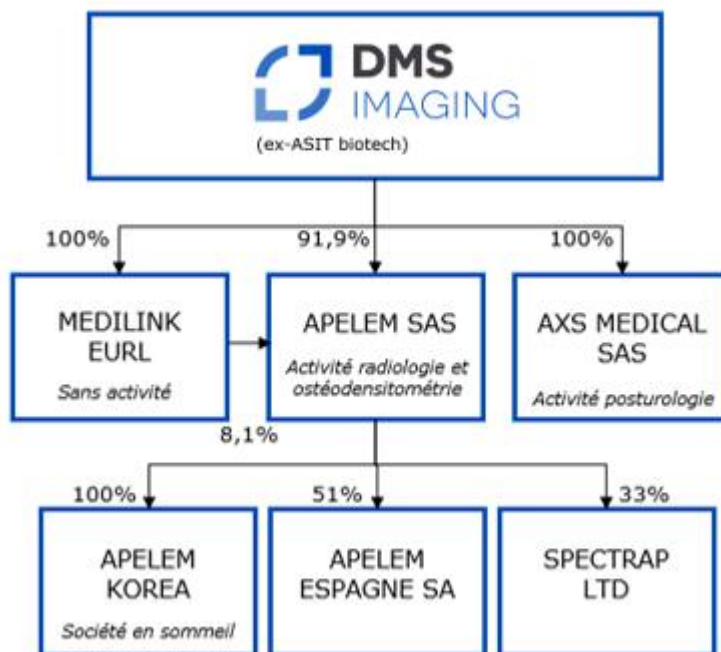 DMS
IMAGING
(ex-ASIT biotech)
100%
91,9%
100%
MEDILINK
EURL
Sans activité
APELEM SAS
Activité radiologie et
ostéodensitométrie
AXS MEDICAL
SAS
Activité posturologie
8,1%
100%
51%
33%
APELEM
KOREA
Société en sommeil
APELEM
ESPAGNE SA
SPECTRAP
LTD